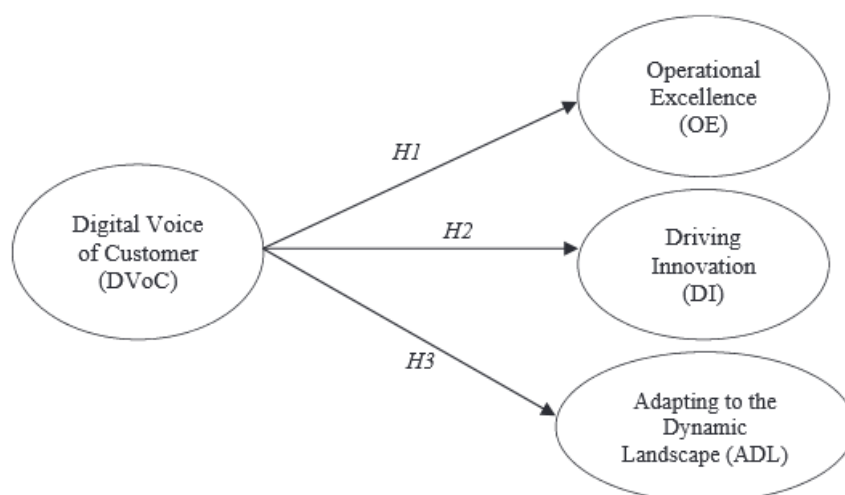 Operational
Excellence
(OE)
H1
Digital Voice
of Customer
(DVoC)
H2
Driving
Innovation
(DI)
H3
Adapting to the
Dynamic
Landscape (ADL)